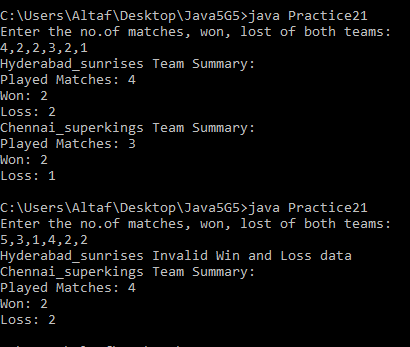 C:\Users\Altaf\Desktop\Java5G5>java Practice21
Enter the no.of matches, won, lost of both teams:
4,2,2,3,2,1
Hyderabad_sunrises Team Summary:
Played Matches: 4
Won: 2
Loss: 2
Chennai_superkings Team Summary:
Played Matches: 3
Won: 2
Loss: 1
C:\Users\Altaf\Desktop\Java5G5>java Practice21
Enter the no.of matches, won, lost of both teams:
5,3,1,4,2,2
Hyderabad_sunrises Invalid Win and Loss data
Chennai_superkings Team Summary:
Played Matches: 4
Won: 2
Loss: 2